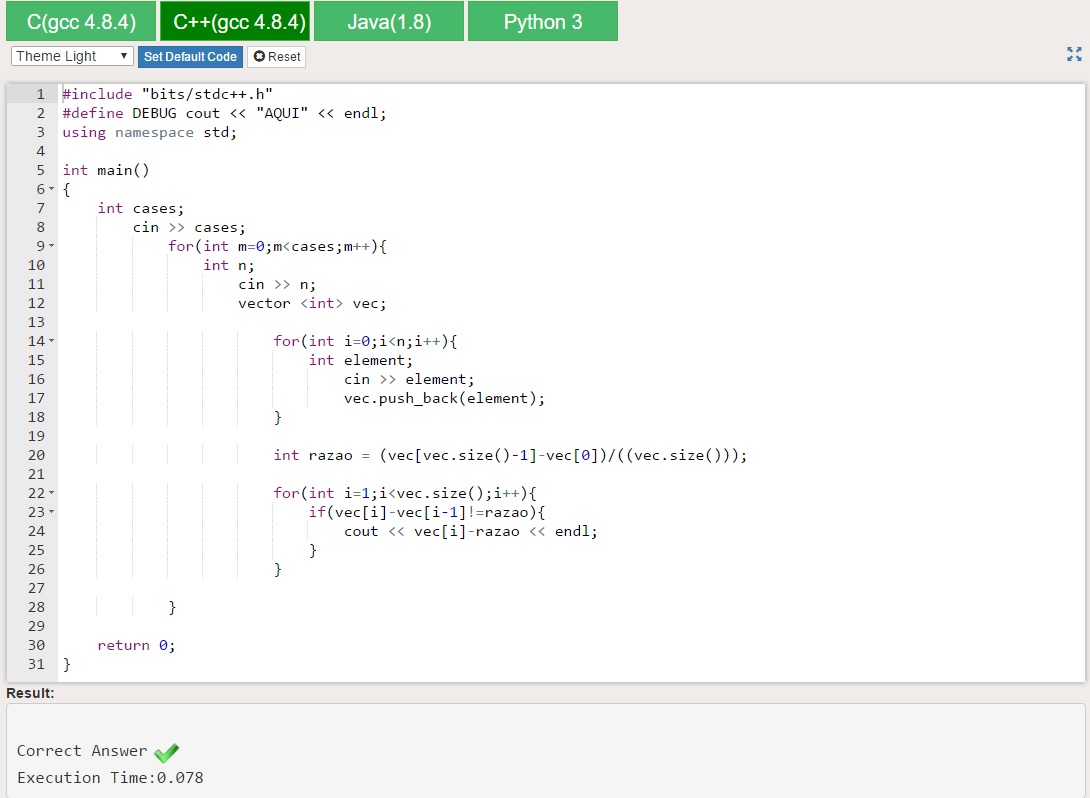 C(gcc 4.8.4) C++(gcc 4.8.4) Java(1.8) Python 3
Theme Light Set Default Code Reset
1 #include "bits/stdc++.h"
2 #define DEBUG cout << "AQUI" << endl;
3 using namespace std;
4
5 int main()
6 {
7 int cases;
8 cin >> cases;
9 for(int m=0;m<cases;m++){
10 int n;
11 cin >> n;
12 vector <int> vec;
13
14 for(int i=0;i<n;i++){
15 int element;
16 cin >> element;
17 vec.push_back(element);
18 }
19
20 int razao = (vec[vec.size()-1]-vec[0])/((vec.size()));
21
22 for(int i=1;i<vec.size();i++){
23 if(vec[i]-vec[i-1]!=razao){
24 cout << vec[i]-razao << endl;
25 }
26 }
27
28 }
29
30 return 0;
31 }
Result:
Correct Answer
Execution Time:0.078